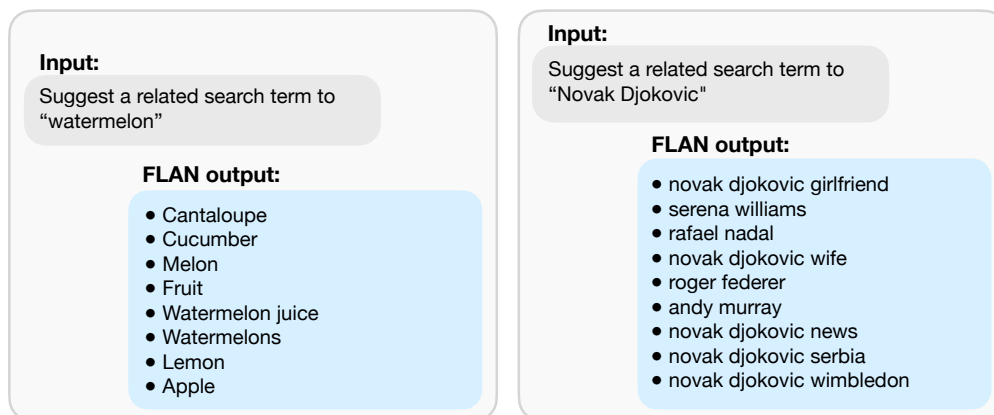 Input:
Suggest a related search term to
“watermelon”
FLAN output:
• Cantaloupe
• Cucumber
• Melon
• Fruit
• Watermelon juice
• Watermelons
• Lemon
• Apple
Input:
Suggest a related search term to
“Novak Djokovic"
FLAN output:
• novak djokovic girlfriend
• serena williams
• rafael nadal
• novak djokovic wife
• roger federer
• andy murray
• novak djokovic news
• novak djokovic serbia
• novak djokovic wimbledon